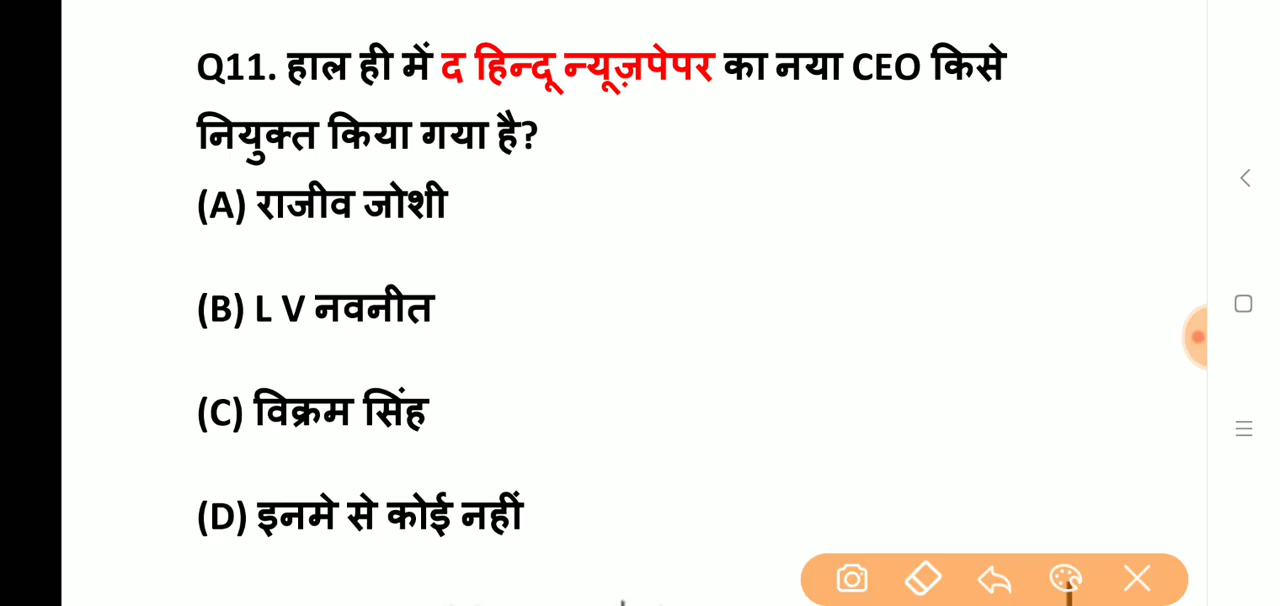 Q11. हाल ही में द हिन्दू न्यूज़पेपर का नया CEO किसे
नियुक्त किया गया है?
(A) राजीव जोशी
(B) L V नवनीत
(C) विक्रम सिंह
(D) इनमे से कोई नहीं